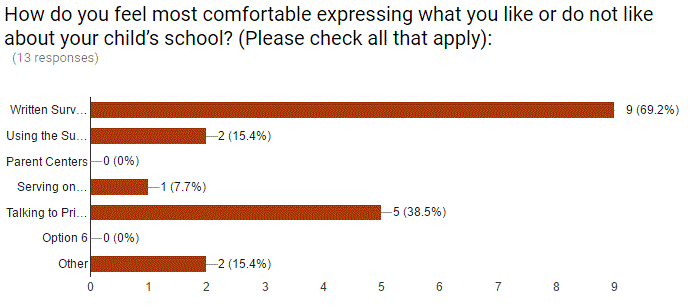 How do you feel most comfortable expressing what you like or do not like
about your child's school? (Please check all that apply):
(13 responses)
Written Surv... 9 (69.2%)
Using the Su... 2 (15.4%)
Parent Centers 0 (0%)
Serving on... 1 (7.7%)
Talking to Pri... 5 (38.5%)
Option 6 0 (0%)
Other 2 (15.4%)
0 1 2 3 4 5 6 7 8 9